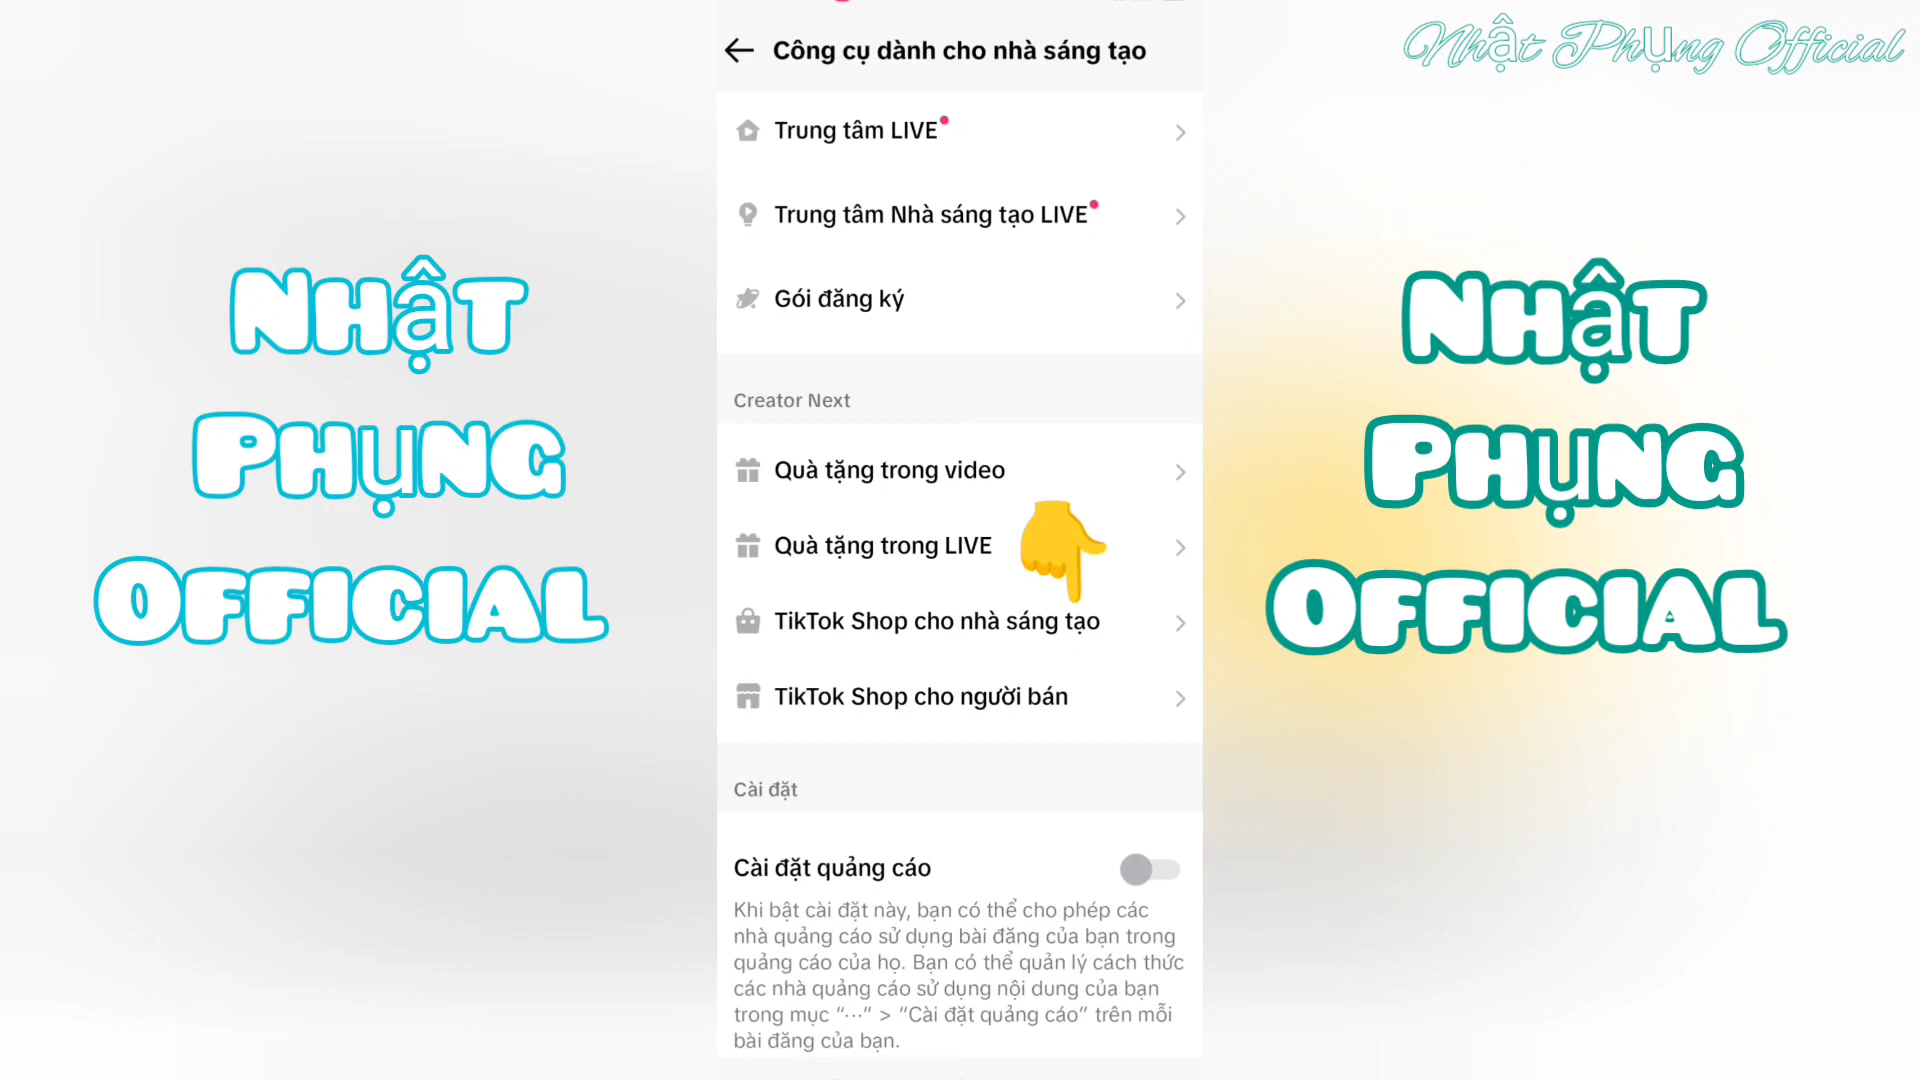 Nhật Phụng Official
Công cụ dành cho nhà sáng tạo
Trung tâm LIVE
Trung tâm Nhà sáng tạo LIVE
Gói đăng ký
Creator Next
Quà tặng trong video
Quà tặng trong LIVE
TikTok Shop cho nhà sáng tạo
TikTok Shop cho người bán
Cài đặt
Cài đặt quảng cáo
Khi bật cài đặt này, bạn có thể cho phép các
nhà quảng cáo sử dụng bài đăng của bạn trong
quảng cáo của họ. Bạn có thể quản lý cách thức
các nhà quảng cáo sử dụng nội dung của bạn
trong mục “···” > “Cài đặt quảng cáo” trên mỗi
bài đăng của bạn.
Nhật
Phụng
Official
Nhật
Phụng
Official